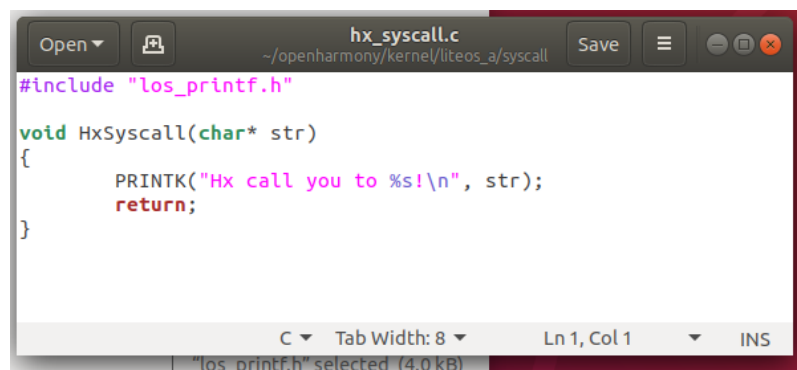 Open
hx_syscall.c
~/openharmony/kernel/liteos_a/syscall
Save
#include "los_printf.h"
void HxSyscall(char* str)
{
PRINTK("Hx call you to %s!\n", str);
return;
}
C
Tab Width: 8
Ln 1, Col 1
INS
"los_printf.h" selected (4.0 kB)